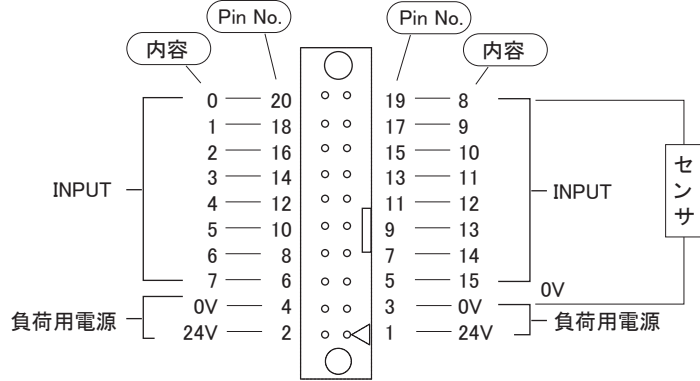 Pin No. Pin No.
内容 内容
0 20 19 8
1 18 17 9
2 16 15 10
3 14 13 11
INPUT 4 12 11 12 INPUT
5 10 9 13
6 8 7 14
7 6 5 15
0V
0V 4 3 0V
負荷用電源 負荷用電源
24V 2 1 24V
センサ